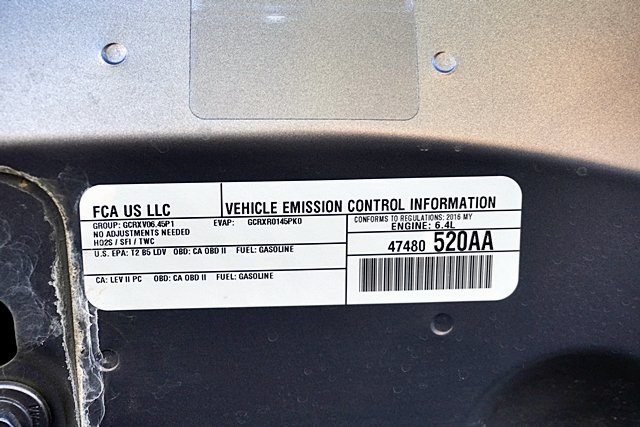 FCA US LLC
VEHICLE EMISSION CONTROL INFORMATION
GROUP: GCRXV06.45P1 EVAP: GCRXR0145PK0
NO ADJUSTMENTS NEEDED
HO2S / SFI / TWC
CONFORMS TO REGULATIONS: 2016 MY
ENGINE: 6.4L
U.S. EPA: T2 B5 LDV OBD: CA OBD II FUEL: GASOLINE
47480 520AA
CA: LEV II PC OBD: CA OBD II FUEL: GASOLINE